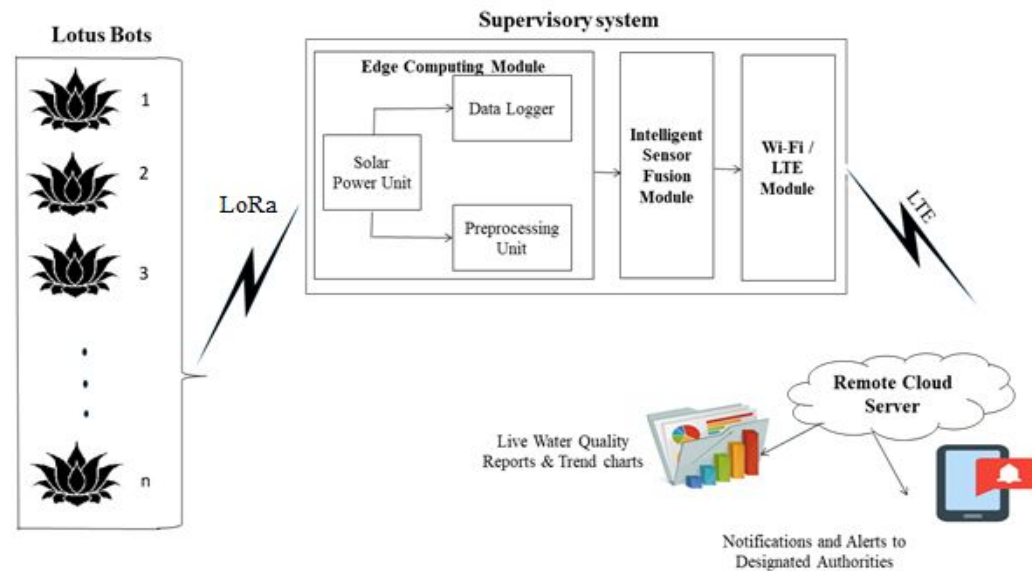 Supervisory system
Lotus Bots
1
2
3
n
LoRa
Edge Computing Module
Data Logger
Solar
Power Unit
Preprocessing
Unit
Intelligent
Sensor
Fusion
Module
Wi-Fi /
LTE
Module
LTE
Remote Cloud
Server
Live Water Quality
Reports & Trend charts
Notifications and Alerts to
Designated Authorities